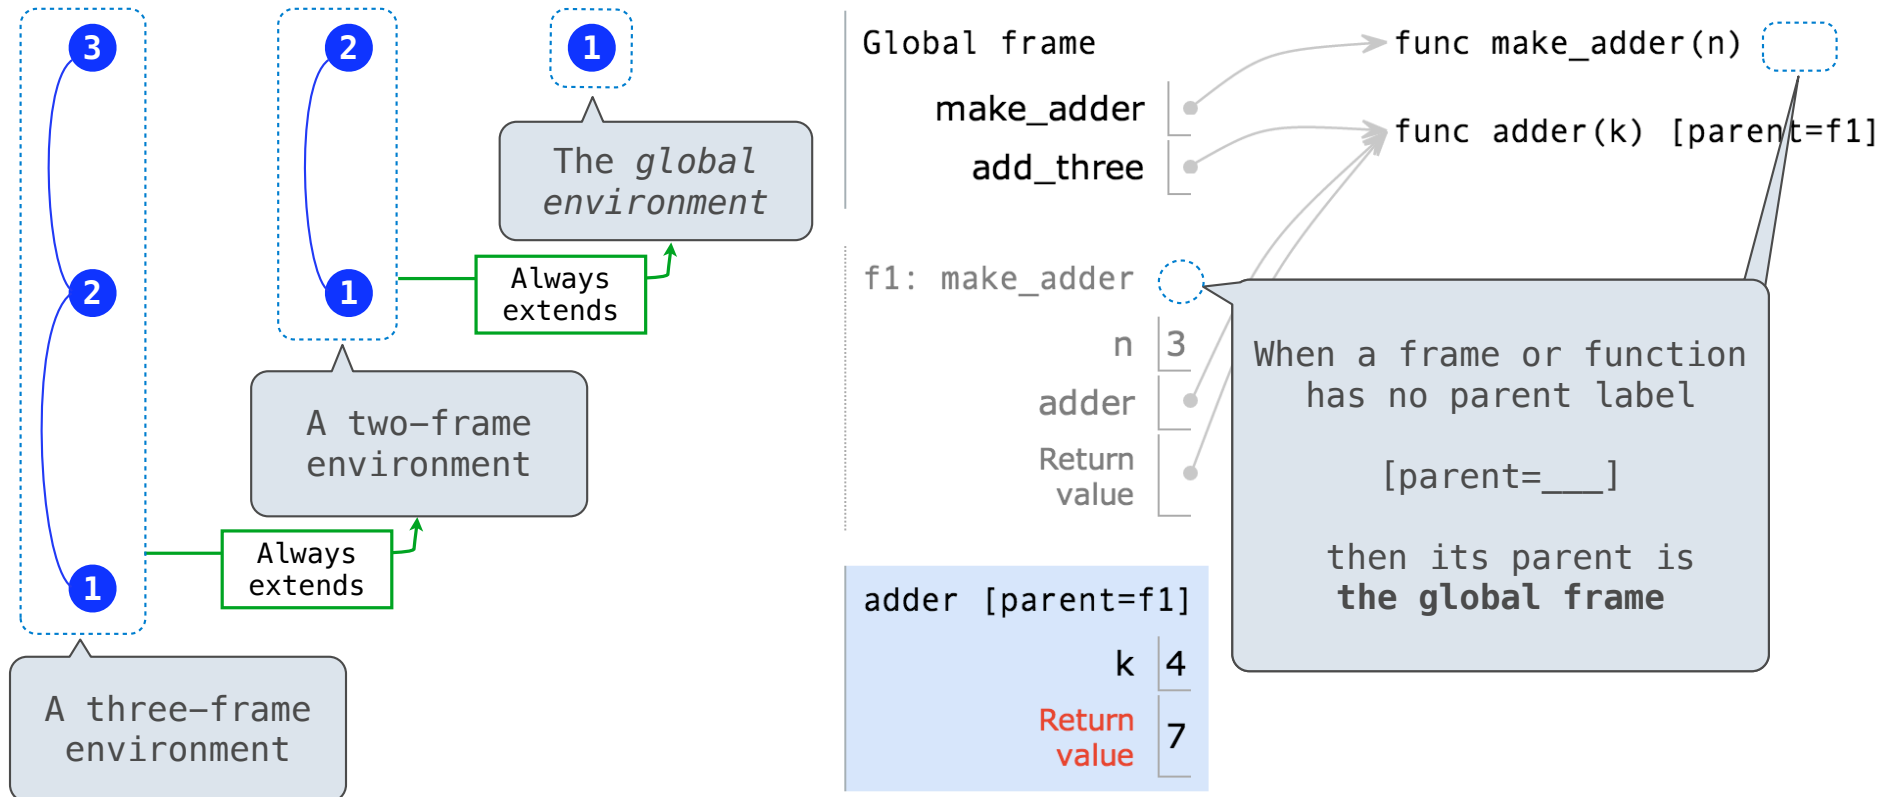 3
2
1
2
1
1
The global
environment
Always
extends
A two-frame
environment
Always
extends
A three-frame
environment
Global frame
make_adder
add_three
func make_adder(n)
func adder(k) [parent=f1]
f1: make_adder
n 3
adder
Return
value
When a frame or function
has no parent label
[parent=___]
then its parent is
the global frame
adder [parent=f1]
k 4
Return
value 7